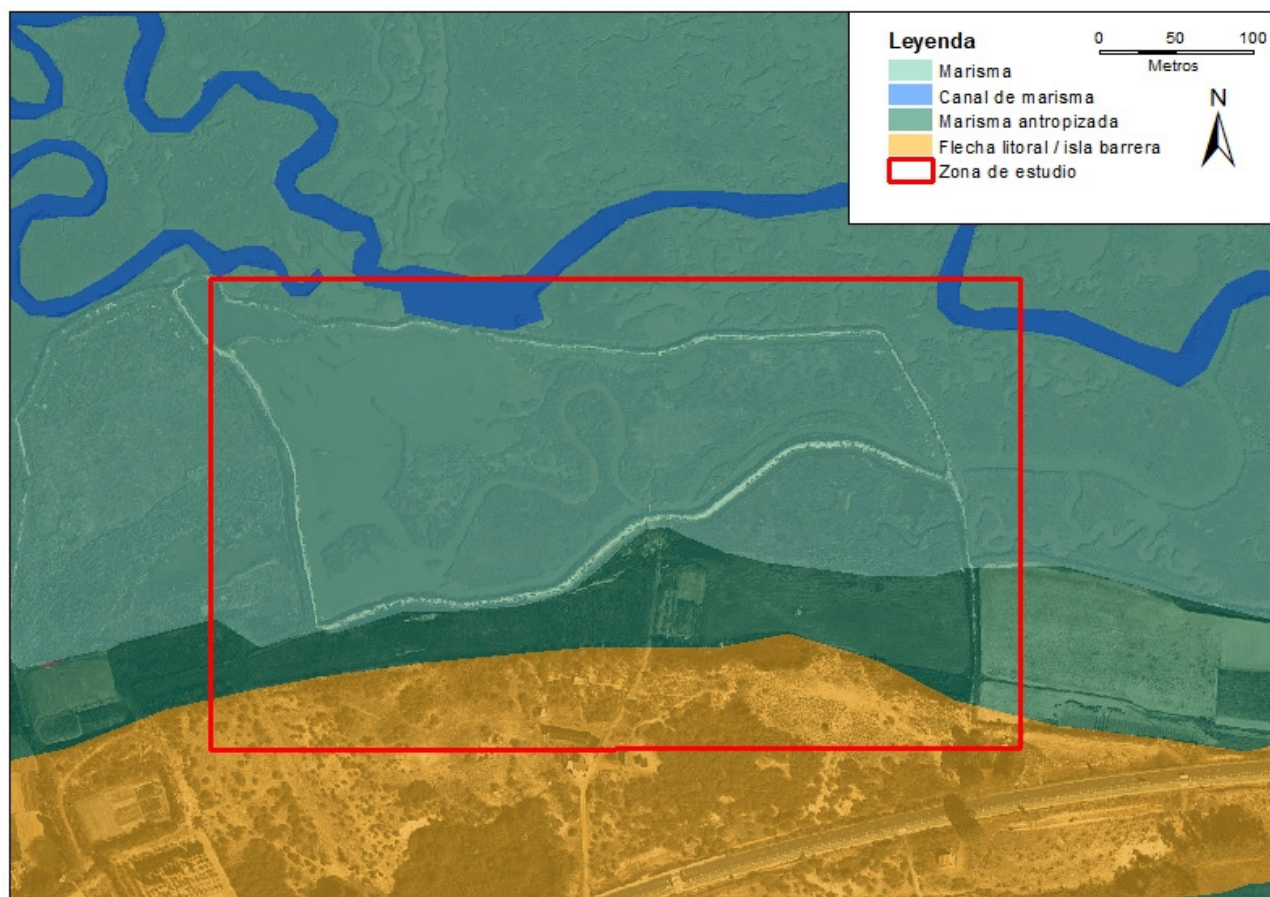 Leyenda
0 50 100
Metros
Marisma
Canal de marisma
N
Marisma antropizada
Flecha litoral / isla barrera
Zona de estudio